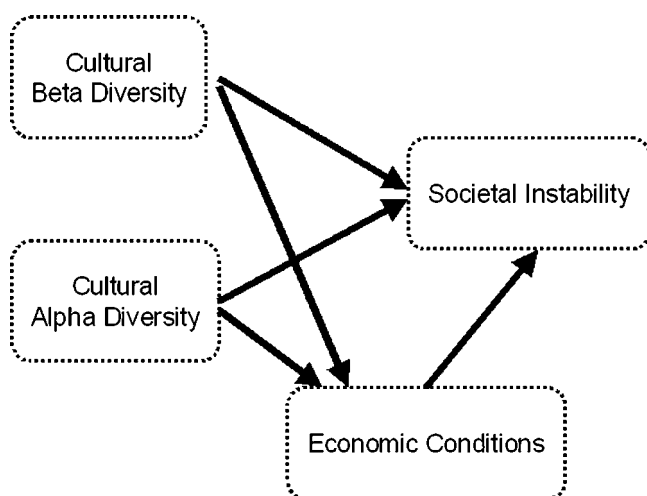 Cultural
Beta Diversity
Societal Instability
Cultural
Alpha Diversity
Economic Conditions